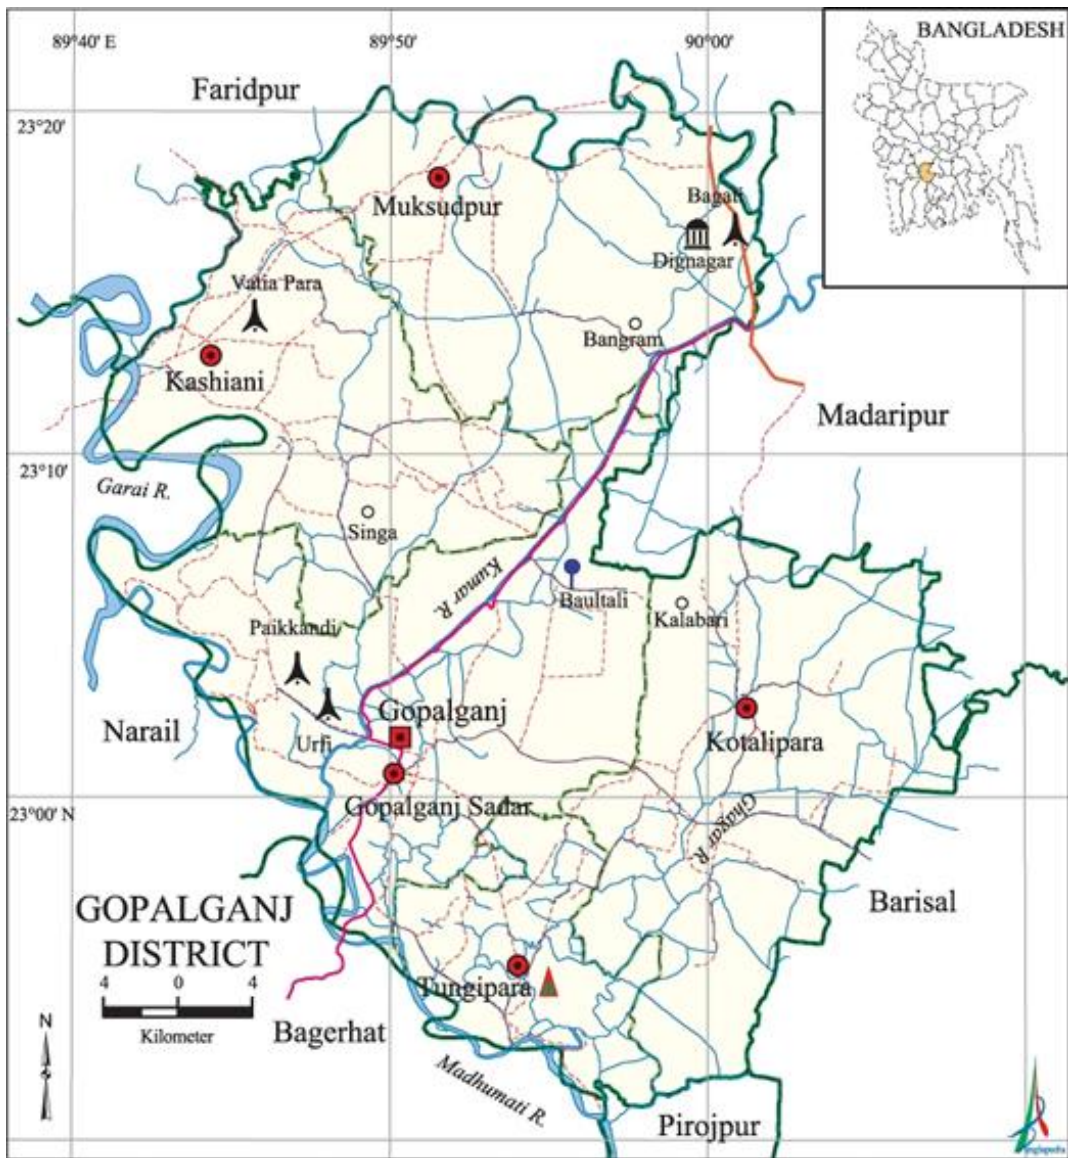 89°40' E
89°50'
90°00'
BANGLADESH
Faridpur
23°20'
Muksudpur
Bagati
Dignagar
Vatia Para
Bangram
Kashiani
Madaripur
23°10'
Garai R.
Singa
Kumar R.
Baultali
Kalabari
Paikkandi
Narail
Gopalganj
Urfi
Kotalipara
Gopalganj Sadar
23°00' N
Ghagar R.
Barisal
GOPALGANJ
DISTRICT
4 0 4
Kilometer
Tungipara
N
Bagerhat
Madhumati R.
Pirojpur